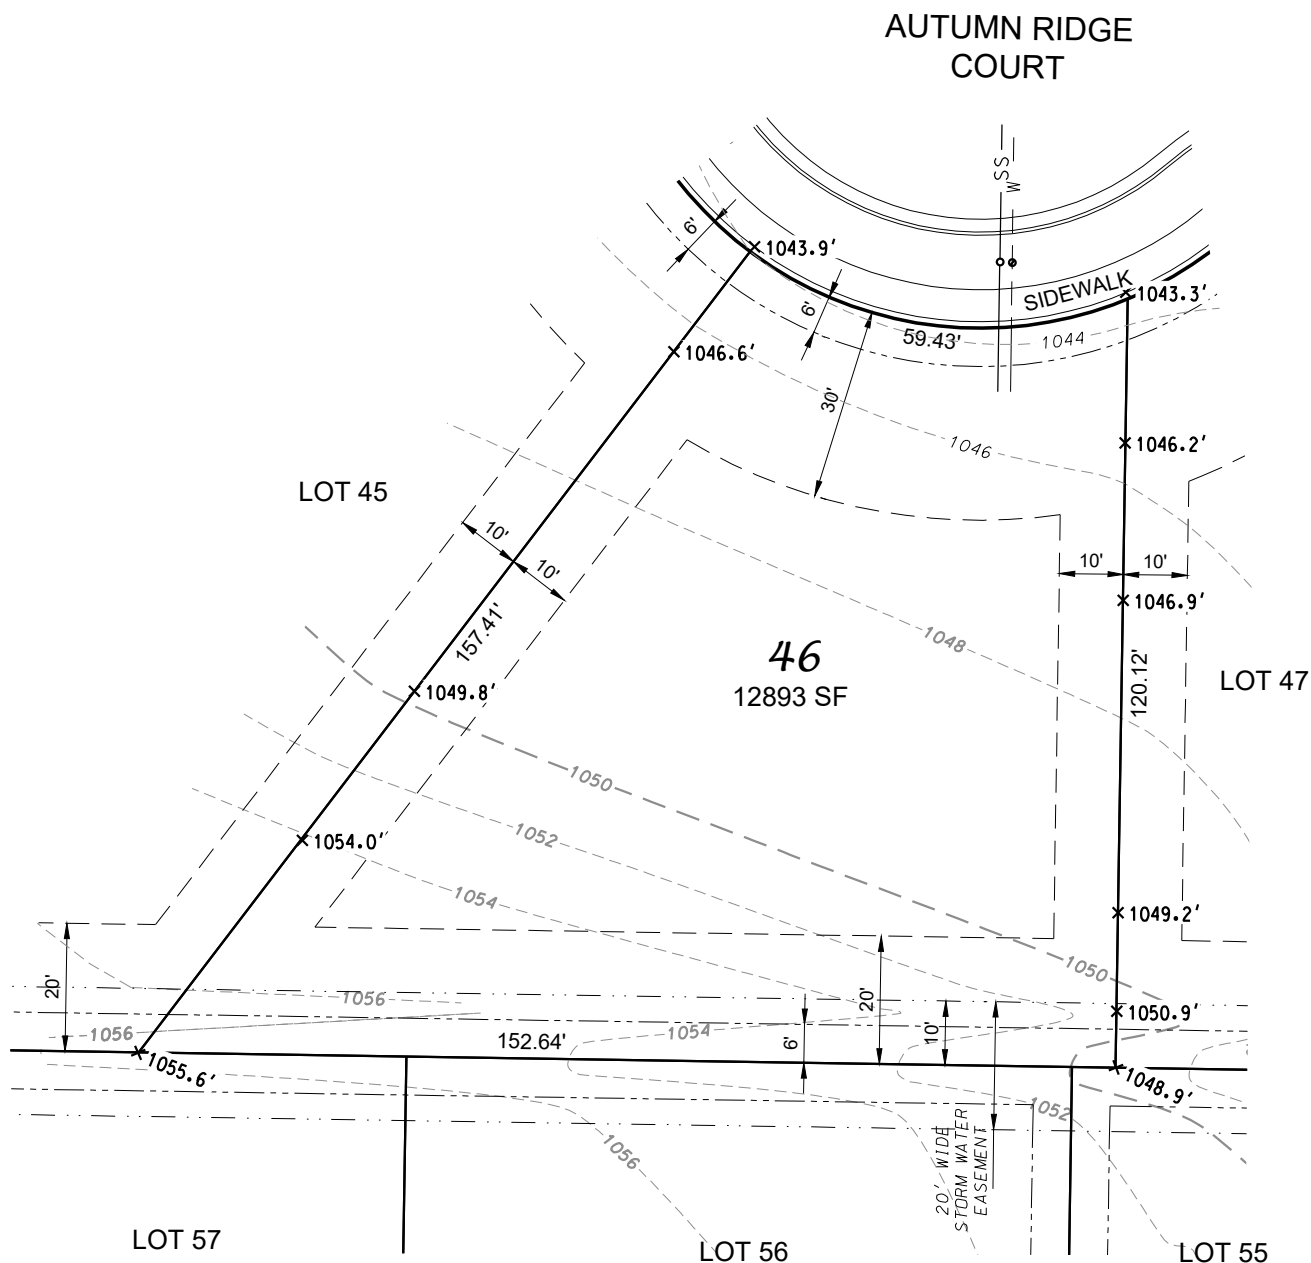 AUTUMN RIDGE
COURT
SS
W
6'
1043.9'
SIDEWALK
1043.3'
6'
59.43'
1044
1046.6'
30'
1046
1046.2'
LOT 45
10'
10'
10'
10'
1046.9'
157.41'
1048
46
12893 SF
120.12'
LOT 47
1049.8'
1050
1052
1054.0'
1054
1049.2'
1050
20'
1056
20'
1050.9'
1056
152.64'
1054
6'
10'
1055.6'
1048.9'
1052
20' WIDE
STORM WATER
EASEMENT
1056
LOT 57
LOT 56
LOT 55